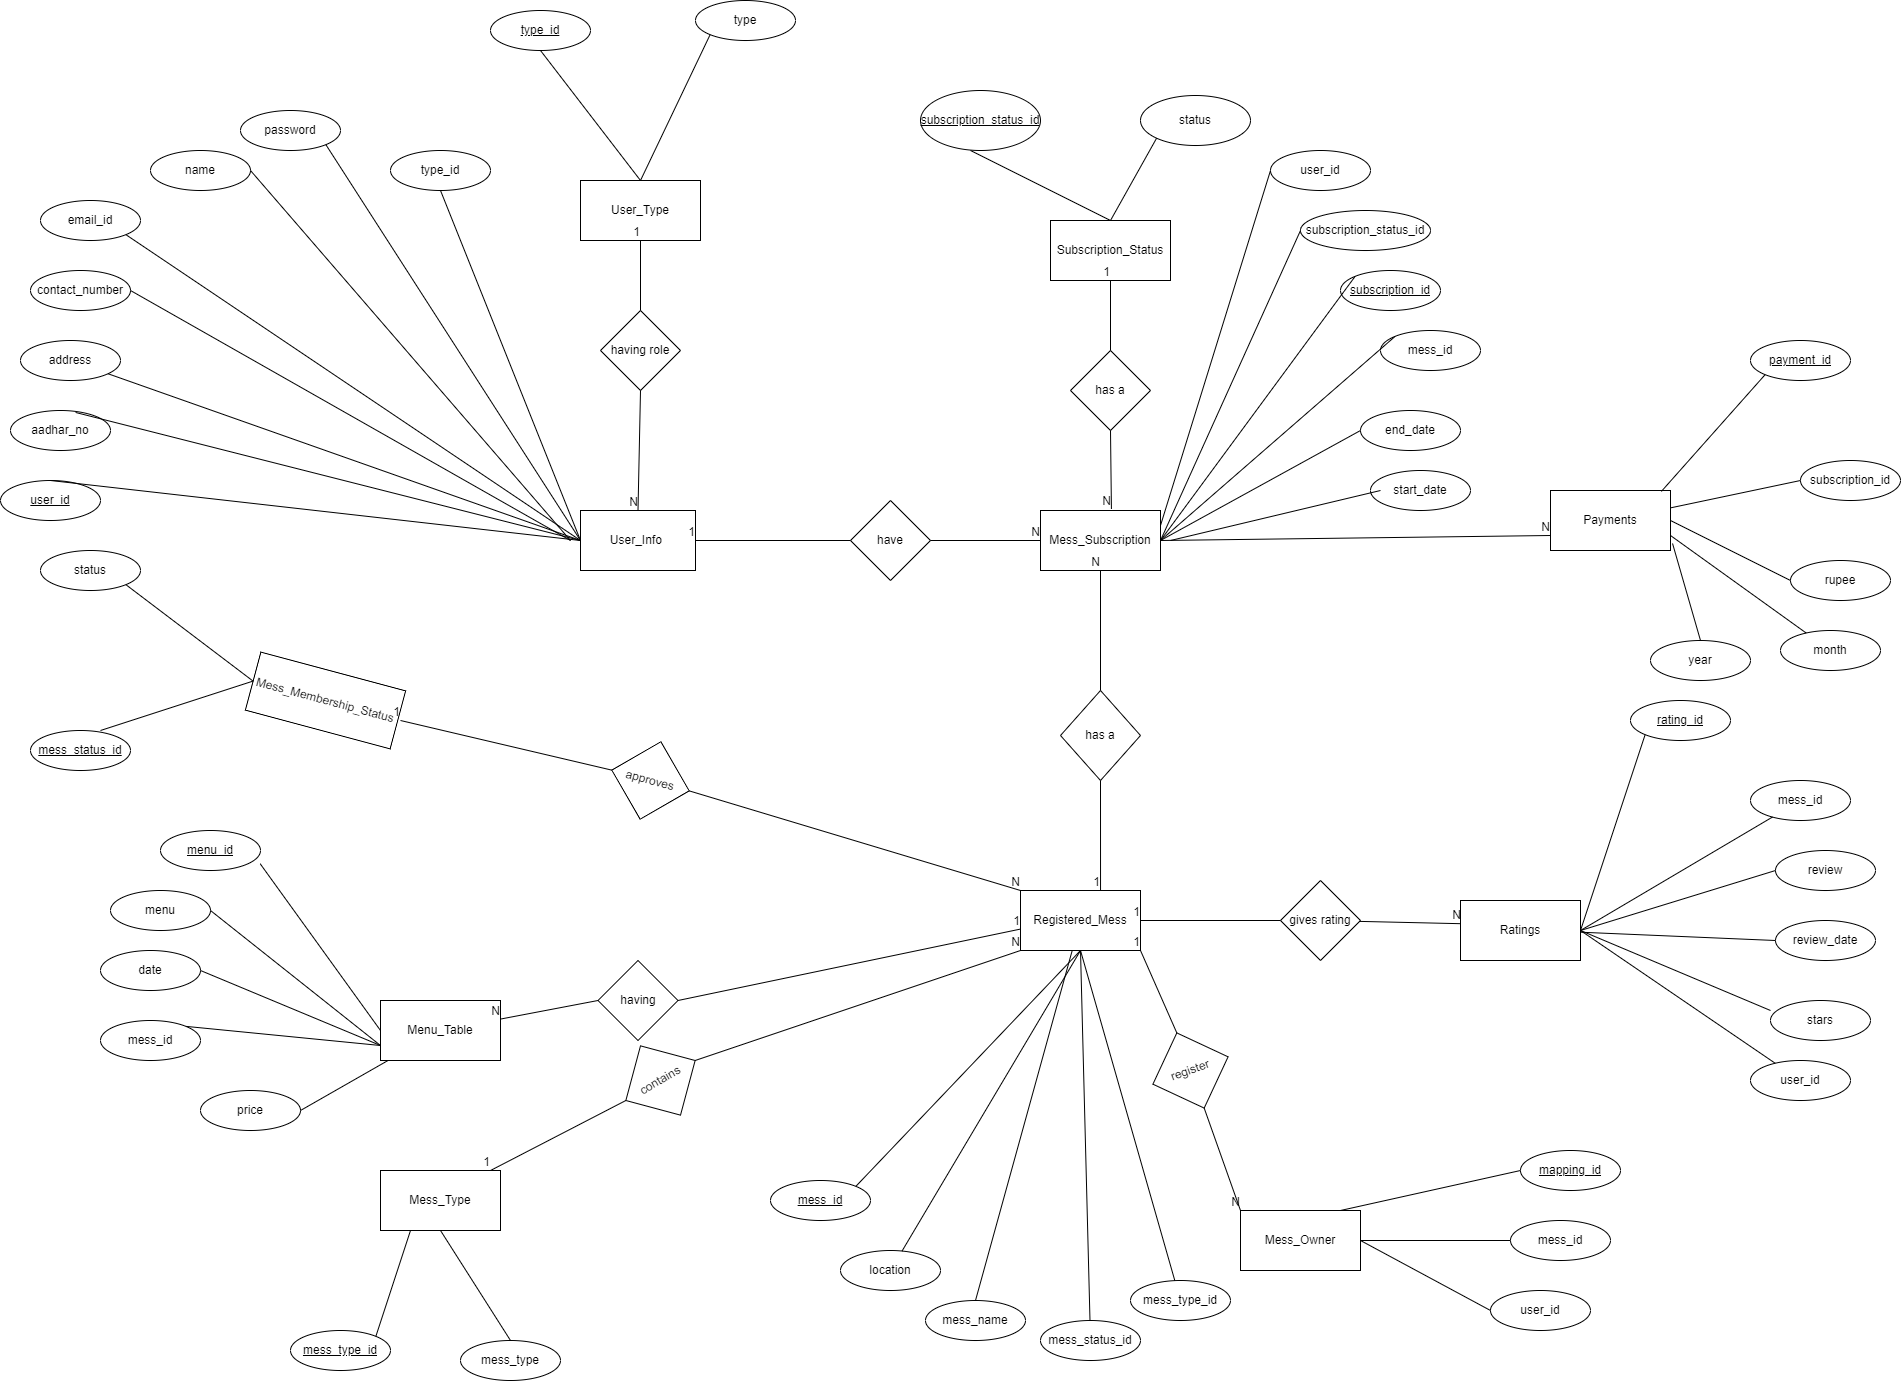 type_id
type
password
name
type_id
email_id
contact_number
address
aadhar_no
user_id
User_Type
1
having role
N
User_Info
1
have
N
Mess_Subscription
N
N
subscription_status_id
status
Subscription_Status
1
has a
user_id
subscription_status_id
subscription_id
mess_id
end_date
start_date
N
Payments
payment_id
subscription_id
rupee
month
year
status
Mess_Membership_Status
1
mess_status_id
approves
N
has a
1
Registered_Mess
1
1
N
1
gives rating
N
Ratings
rating_id
mess_id
review
review_date
stars
user_id
menu_id
menu
date
mess_id
price
Menu_Table
N
having
contains
1
Mess_Type
mess_type_id
mess_type
mess_id
location
mess_name
mess_status_id
mess_type_id
register
N
Mess_Owner
mapping_id
mess_id
user_id